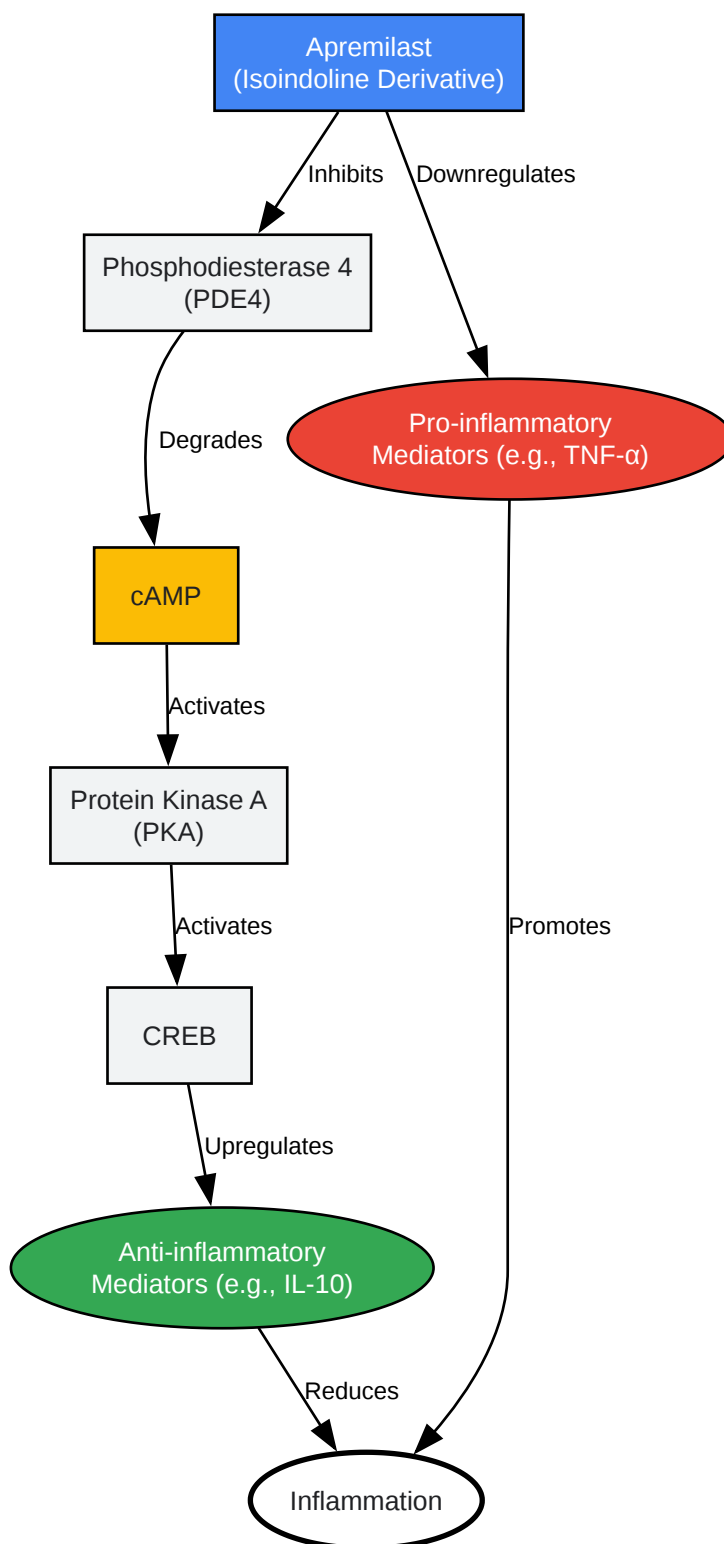 Apremilast
(Isoindoline Derivative)
Inhibits
Downregulates
Phosphodiesterase 4
(PDE4)
Pro-inflammatory
Mediators (e.g., TNF-α)
Degrades
cAMP
Activates
Protein Kinase A
(PKA)
Activates
Promotes
CREB
Upregulates
Anti-inflammatory
Mediators (e.g., IL-10)
Reduces
Inflammation